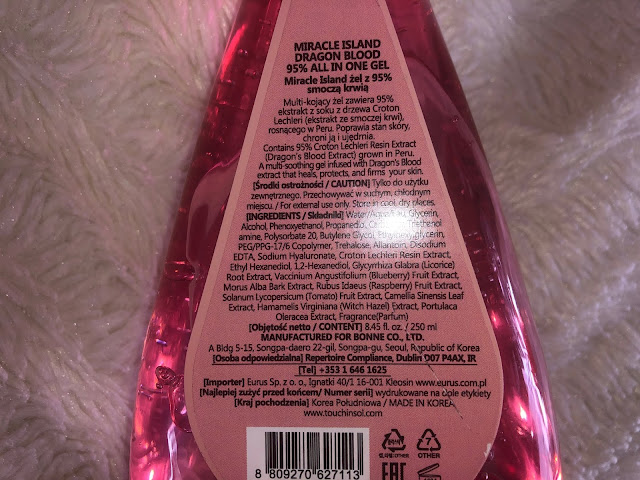 MIRACLE ISLAND
DRAGON BLOOD
95% ALL IN ONE GEL
Miracle Island żel z 95%
smoczą krwią
Multi-kojący żel zawiera 95%
ekstrakt z soku z drzewa Croton
Lechleri (ekstrakt ze smoczej krwi),
rosnącego w Peru. Poprawia stan skóry,
chroni ją i ujędrnia.
Contains 95% Croton Lechleri Resin Extract
(Dragon's Blood Extract) grown in Peru.
A multi-soothing gel infused with Dragon's Blood
extract that heals, protects, and firms your skin.
[Środki ostrożności / CAUTION] Tylko do użytku
zewnętrznego. Przechowywać w suchym, chłodnym
miejscu. / For external use only. Store in cool, dry places.
[INGREDIENTS / Składniki] Water/Aqua/Eau, Glycerin,
Alcohol, Phenoxyethanol, Propanediol, Triethenol
amine, Polysorbate 20, Butylene Glycol, Ethylhexylglycerin,
PEG/PPG-17/6 Copolymer, Trehalose, Allantoin, Disodium
EDTA, Sodium Hyaluronate, Croton Lechleri Resin Extract,
Ethyl Hexanediol, 1,2-Hexanediol, Glycyrrhiza Glabra (Licorice)
Root Extract, Vaccinium Angustifolium (Blueberry) Fruit Extract,
Morus Alba Bark Extract, Rubus Idaeus (Raspberry) Fruit Extract,
Solanum Lycopersicum (Tomato) Fruit Extract, Camellia Sinensis Leaf
Extract, Hamamelis Virginiana (Witch Hazel) Extract, Portulaca
Oleracea Extract, Fragrance(Parfum)
[Objętość netto / CONTENT] 8.45 fl. oz. / 250 ml
MANUFACTURED FOR BONNE CO., LTD.
A Bldg 5-15, Songpa-daero 22-gil, Songpa-gu, Seoul, Republic of Korea
[Osoba odpowiedzialna] Repertoire Compliance, Dublin D07 P4AX, IR
[Tel] +353 1 646 1625
[Importer] Eurus Sp. z o. o., Ignatki 40/1 16-001 Kleosin www.eurus.com.pl
[Najlepiej zużyć przed końcem/ Numer serii] wydrukowane na dole etykiety
[Kraj pochodzenia] Korea Południowa / MADE IN KOREA
www.touchinsol.com
OTHER
7
OTHER
8 809270 627113
EAC